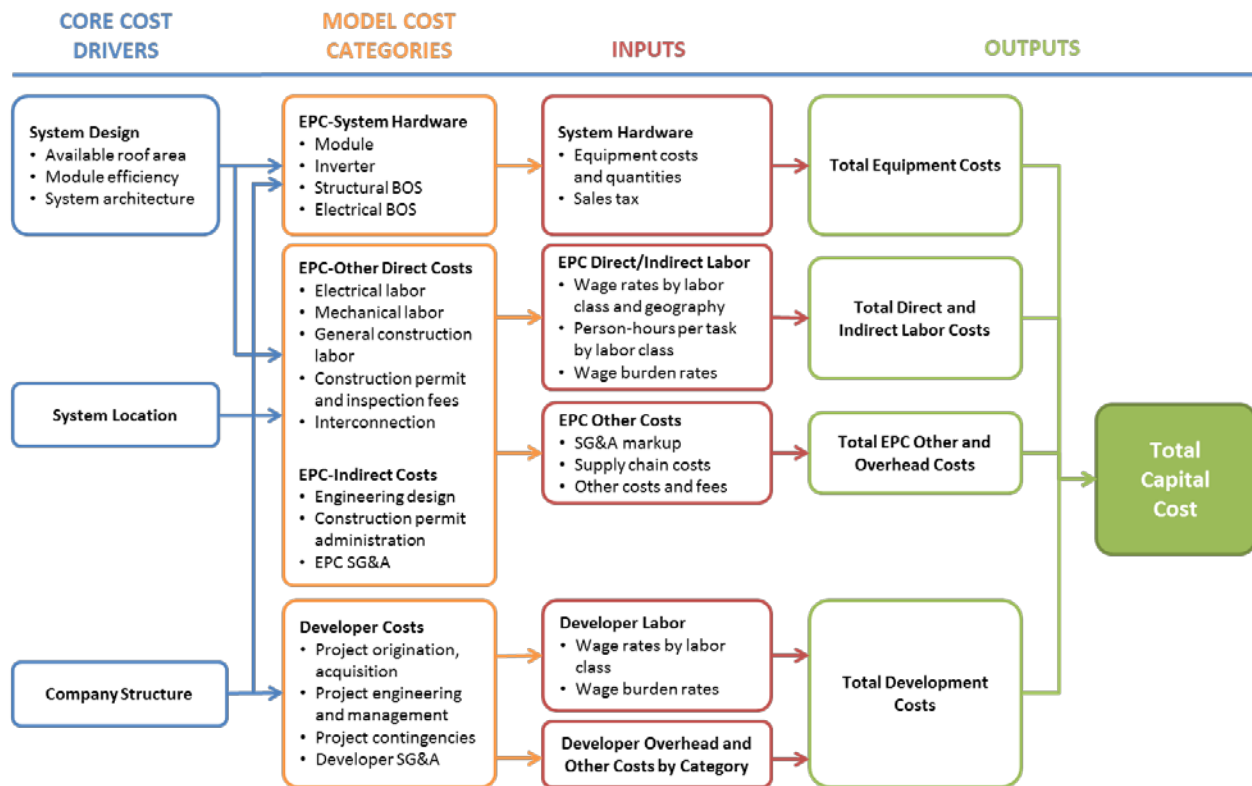 CORE COST
DRIVERS
MODEL COST
CATEGORIES
INPUTS
OUTPUTS
System Design
• Available roof area
• Module efficiency
• System architecture
System Location
Company Structure
EPC-System Hardware
• Module
• Inverter
• Structural BOS
• Electrical BOS
EPC-Other Direct Costs
• Electrical labor
• Mechanical labor
• General construction
labor
• Construction permit
and inspection fees
• Interconnection
EPC-Indirect Costs
• Engineering design
• Construction permit
administration
• EPC SG&A
Developer Costs
• Project origination,
acquisition
• Project engineering
and management
• Project contingencies
• Developer SG&A
System Hardware
• Equipment costs
and quantities
• Sales tax
EPC Direct/Indirect Labor
• Wage rates by labor
class and geography
• Person-hours per task
by labor class
• Wage burden rates
EPC Other Costs
• SG&A markup
• Supply chain costs
• Other costs and fees
Developer Labor
• Wage rates by labor
class
• Wage burden rates
Developer Overhead and
Other Costs by Category
Total Equipment Costs
Total Direct and
Indirect Labor Costs
Total EPC Other and
Overhead Costs
Total Development
Costs
Total
Capital
Cost